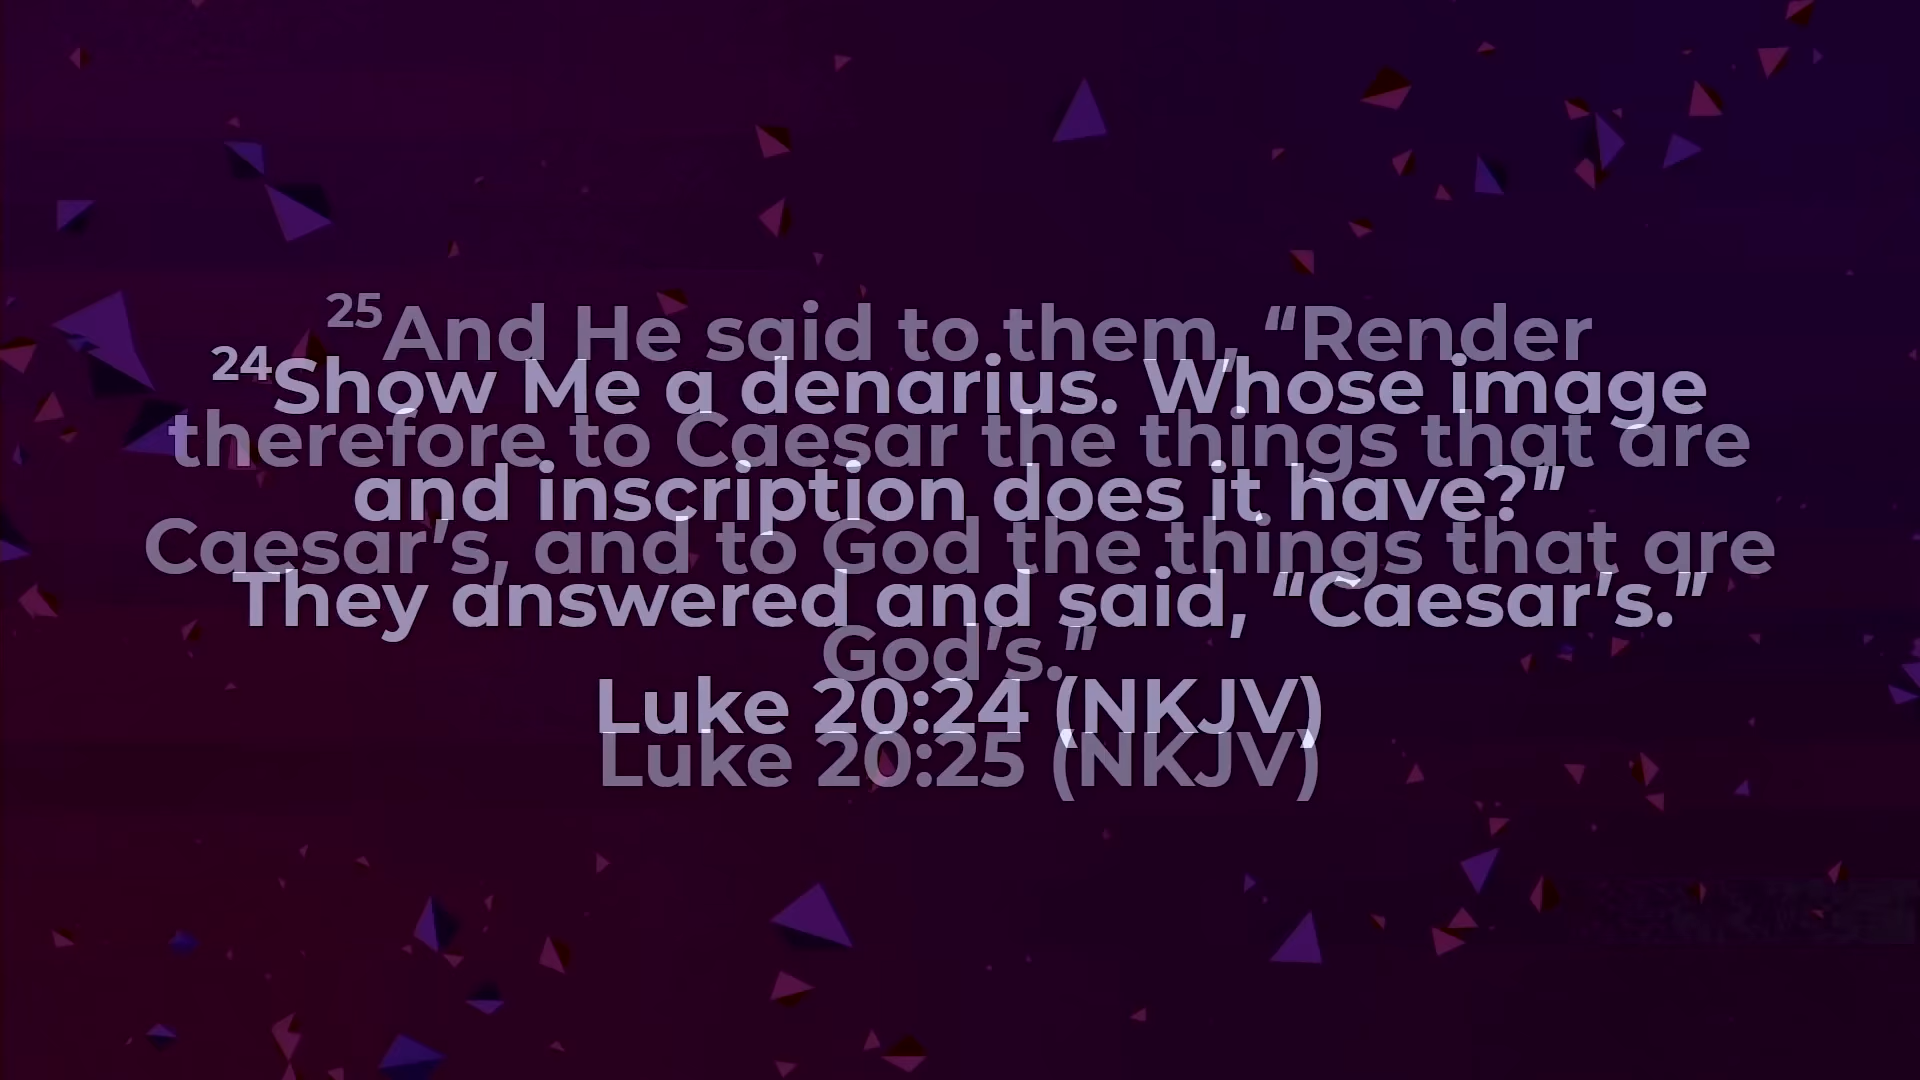 24Show Me a denarius. Whose image
and inscription does it have?”
They answered and said, “Caesar’s.”
Luke 20:24 (NKJV)
25And He said to them, “Render
therefore to Caesar the things that are
Caesar’s, and to God the things that are
God’s.”
Luke 20:25 (NKJV)